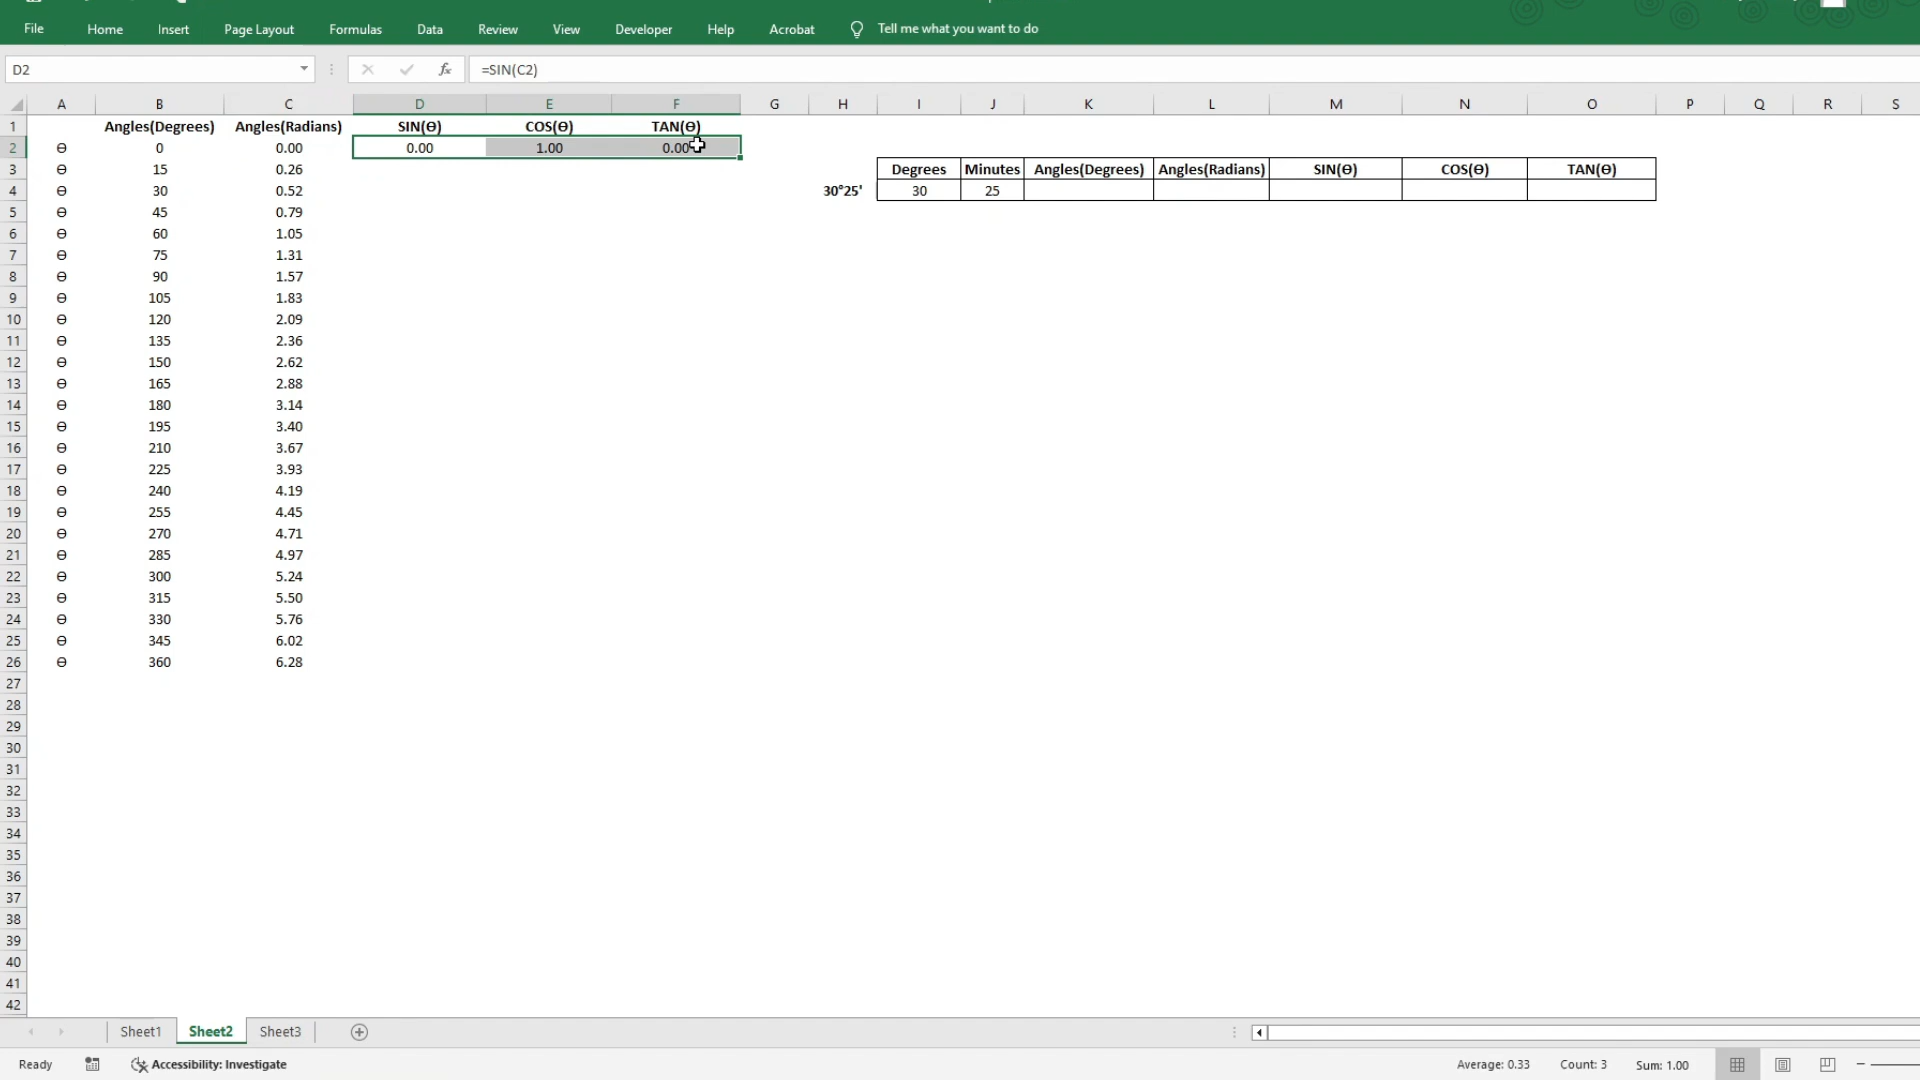 File Home Insert Page Layout Formulas Data Review View Developer Help Acrobat Tell me what you want to do
D2 fx =SIN(C2)
A B C D E F G H I J K L M N O P Q R S
1 Angles(Degrees) Angles(Radians) SIN(Ө) COS(Ө) TAN(Ө)
2 Ө 0 0.00 0.00 1.00 0.00
3 Ө 15 0.26 Degrees Minutes Angles(Degrees) Angles(Radians) SIN(Ө) COS(Ө) TAN(Ө)
4 Ө 30 0.52 30°25' 30 25
5 Ө 45 0.79
6 Ө 60 1.05
7 Ө 75 1.31
8 Ө 90 1.57
9 Ө 105 1.83
10 Ө 120 2.09
11 Ө 135 2.36
12 Ө 150 2.62
13 Ө 165 2.88
14 Ө 180 3.14
15 Ө 195 3.40
16 Ө 210 3.67
17 Ө 225 3.93
18 Ө 240 4.19
19 Ө 255 4.45
20 Ө 270 4.71
21 Ө 285 4.97
22 Ө 300 5.24
23 Ө 315 5.50
24 Ө 330 5.76
25 Ө 345 6.02
26 Ө 360 6.28
27
28
29
30
31
32
33
34
35
36
37
38
39
40
41
42
Sheet1 Sheet2 Sheet3
Ready Accessibility: Investigate Average: 0.33 Count: 3 Sum: 1.00